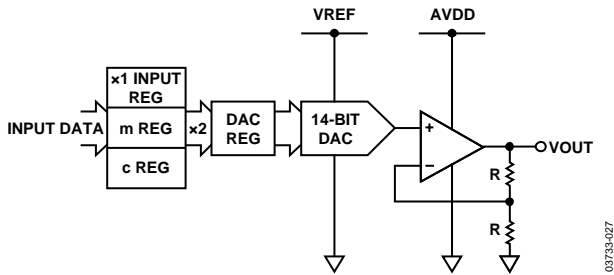 VREF
AVDD
×1 INPUT
REG
INPUT DATA
m REG
×2
DAC
REG
14-BIT
DAC
+
–
VOUT
R
c REG
R
03733-027